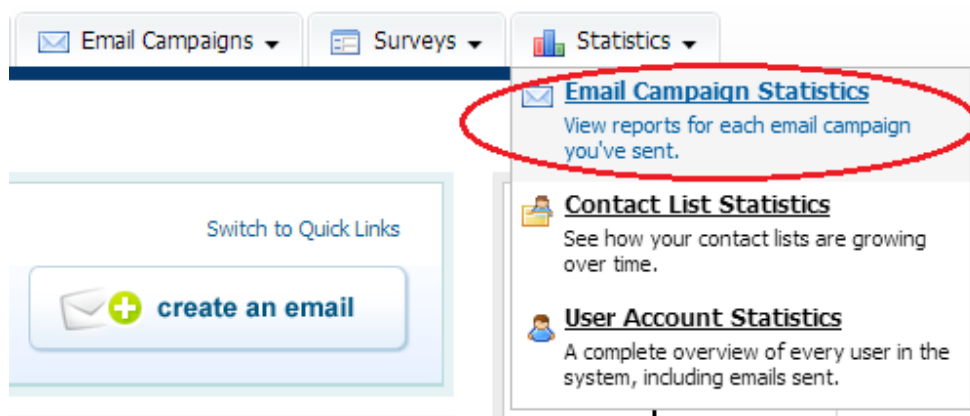 Email Campaigns
Surveys
Statistics
Email Campaign Statistics
View reports for each email campaign
you've sent.
Contact List Statistics
See how your contact lists are growing
over time.
User Account Statistics
A complete overview of every user in the
system, including emails sent.
Switch to Quick Links
create an email